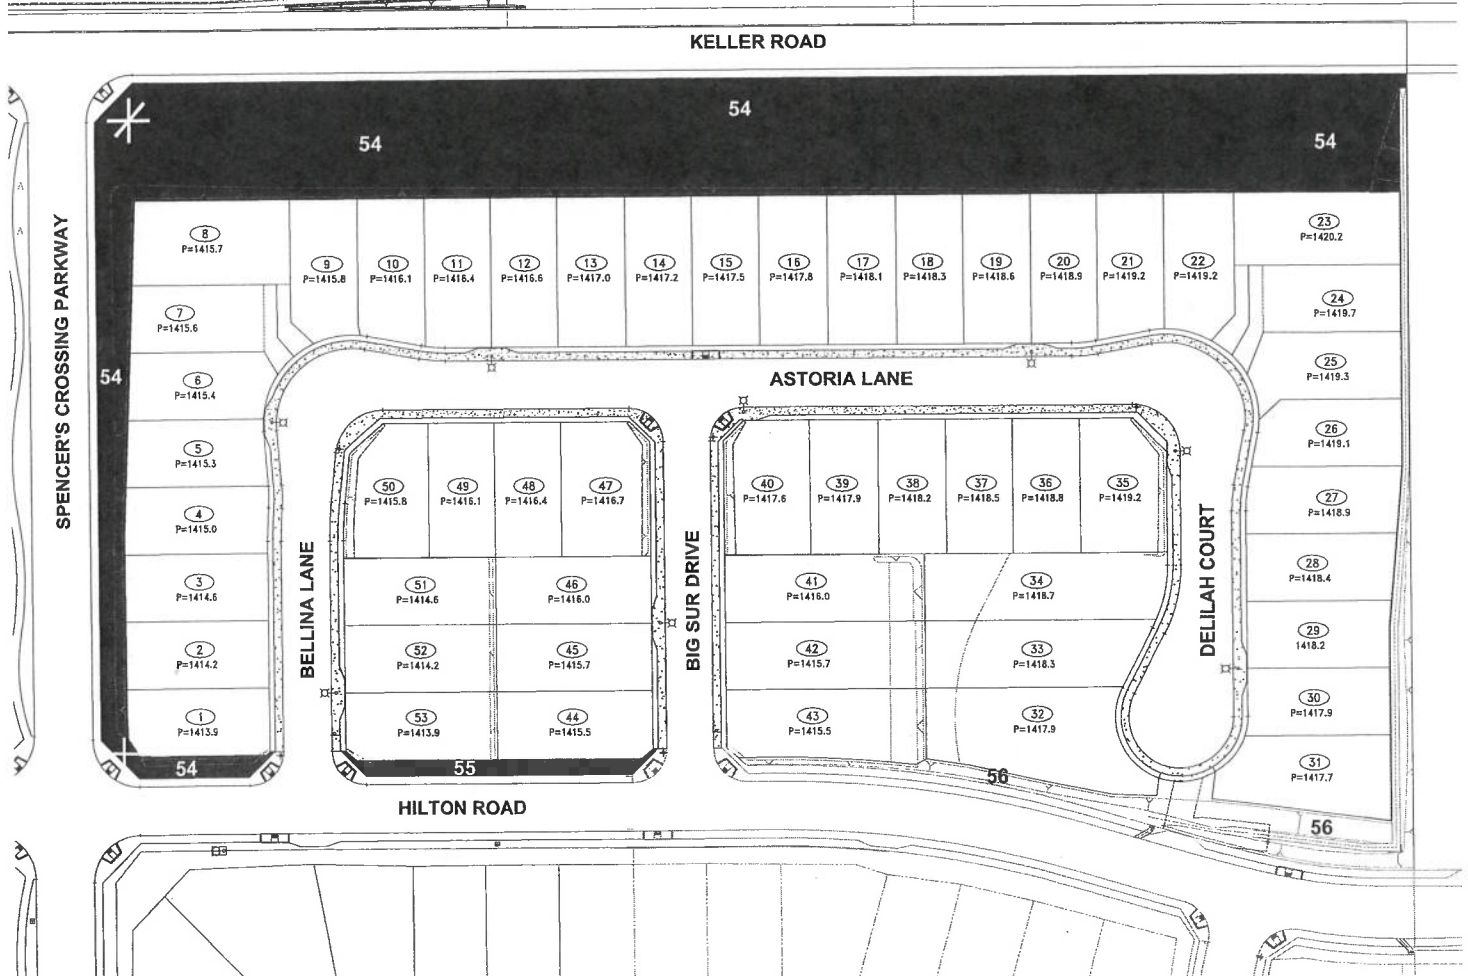 KELLER ROAD
54
54
54
SPENCER'S CROSSING PARKWAY
54
8
P=1415.7
7
P=1415.6
6
P=1415.4
5
P=1415.3
4
P=1415.0
3
P=1414.6
2
P=1414.2
1
P=1413.9
54
9
P=1415.8
10
P=1416.1
11
P=1416.4
12
P=1416.6
13
P=1417.0
14
P=1417.2
15
P=1417.5
16
P=1417.8
17
P=1418.1
18
P=1418.3
19
P=1418.6
20
P=1418.9
21
P=1419.2
22
P=1419.2
23
P=1420.2
24
P=1419.7
25
P=1419.3
26
P=1419.1
27
P=1418.9
28
P=1418.4
29
1418.2
30
P=1417.9
31
P=1417.7
ASTORIA LANE
BELLINA LANE
50
P=1415.8
49
P=1416.1
48
P=1416.4
47
P=1416.7
51
P=1414.6
46
P=1416.0
52
P=1414.2
45
P=1415.7
53
P=1413.9
44
P=1415.5
55
BIG SUR DRIVE
40
P=1417.6
39
P=1417.9
38
P=1418.2
37
P=1418.5
36
P=1418.8
35
P=1419.2
41
P=1416.0
34
P=1418.7
42
P=1415.7
33
P=1418.3
43
P=1415.5
32
P=1417.9
DELILAH COURT
56
56
HILTON ROAD
A
A